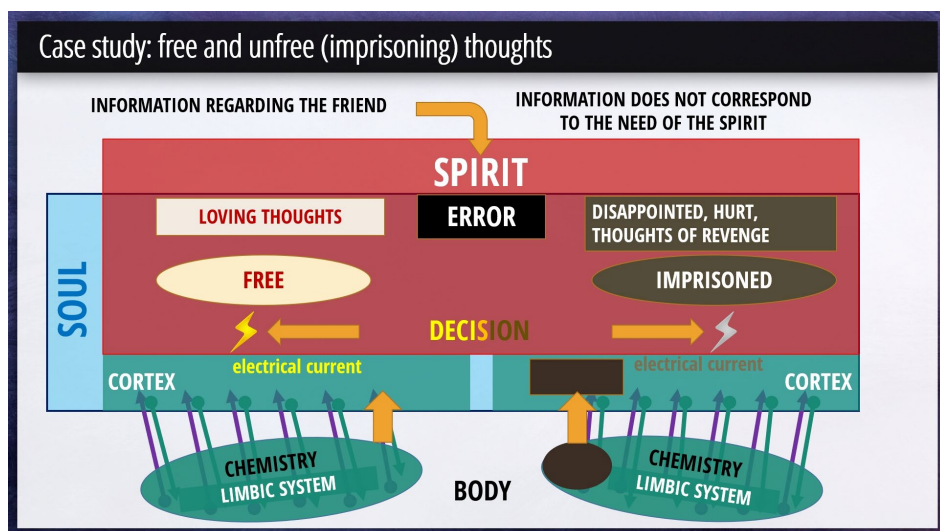 Case study: free and unfree (imprisoning) thoughts
INFORMATION REGARDING THE FRIEND
INFORMATION DOES NOT CORRESPOND
TO THE NEED OF THE SPIRIT
SPIRIT
SOUL
LOVING THOUGHTS
ERROR
DISAPPOINTED, HURT,
THOUGHTS OF REVENGE
FREE
IMPRISONED
DECISION
electrical current
electrical current
CORTEX
CORTEX
CHEMISTRY
LIMBIC SYSTEM
BODY
CHEMISTRY
LIMBIC SYSTEM